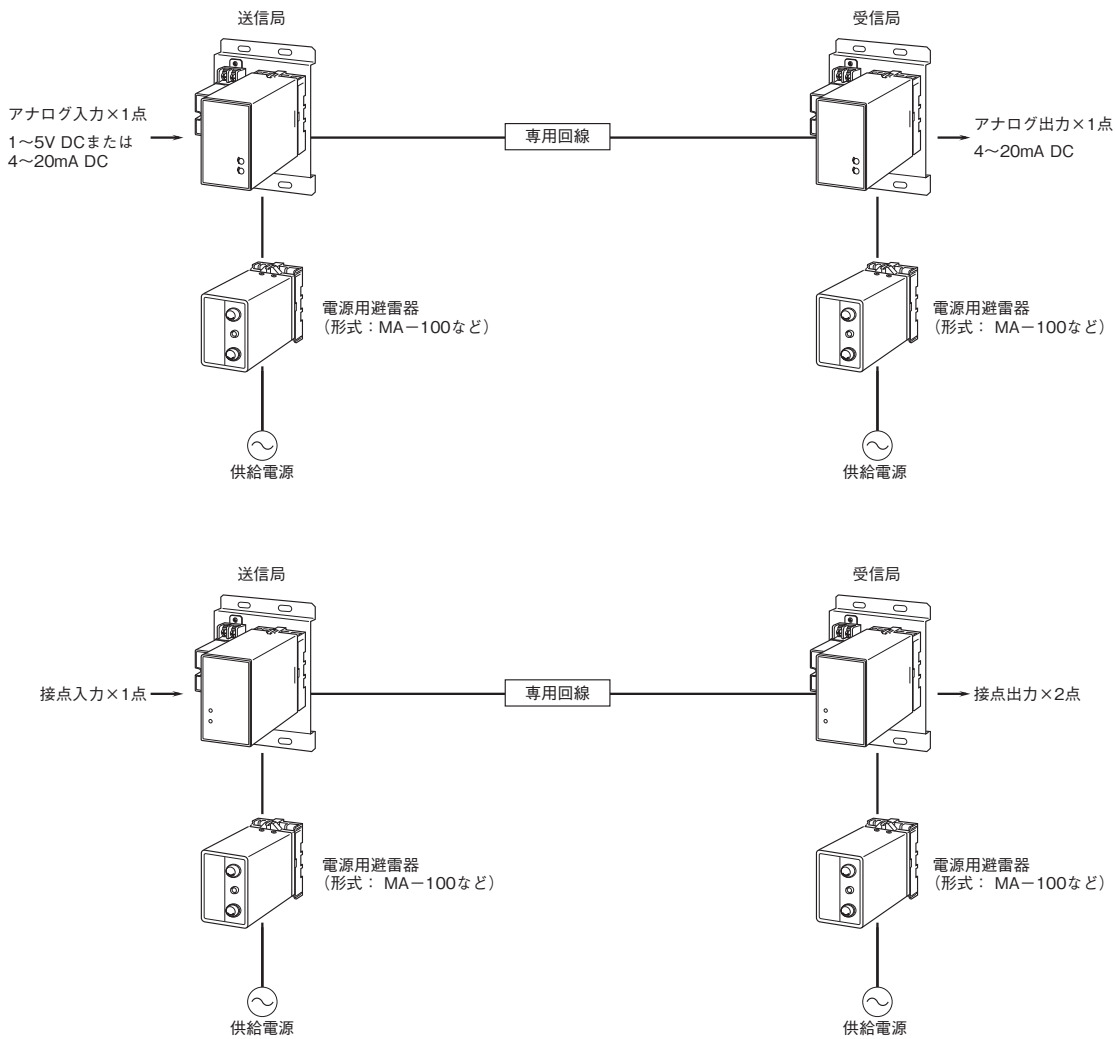 送信局
受信局
アナログ入力×1点
1～5V DCまたは
4～20mA DC
専用回線
アナログ出力×1点
4～20mA DC
電源用避雷器
（形式：MA－100など）
電源用避雷器
（形式： MA－100など）
供給電源
供給電源
送信局
受信局
接点入力×1点
専用回線
接点出力×2点
電源用避雷器
（形式： MA－100など）
電源用避雷器
（形式： MA－100など）
供給電源
供給電源